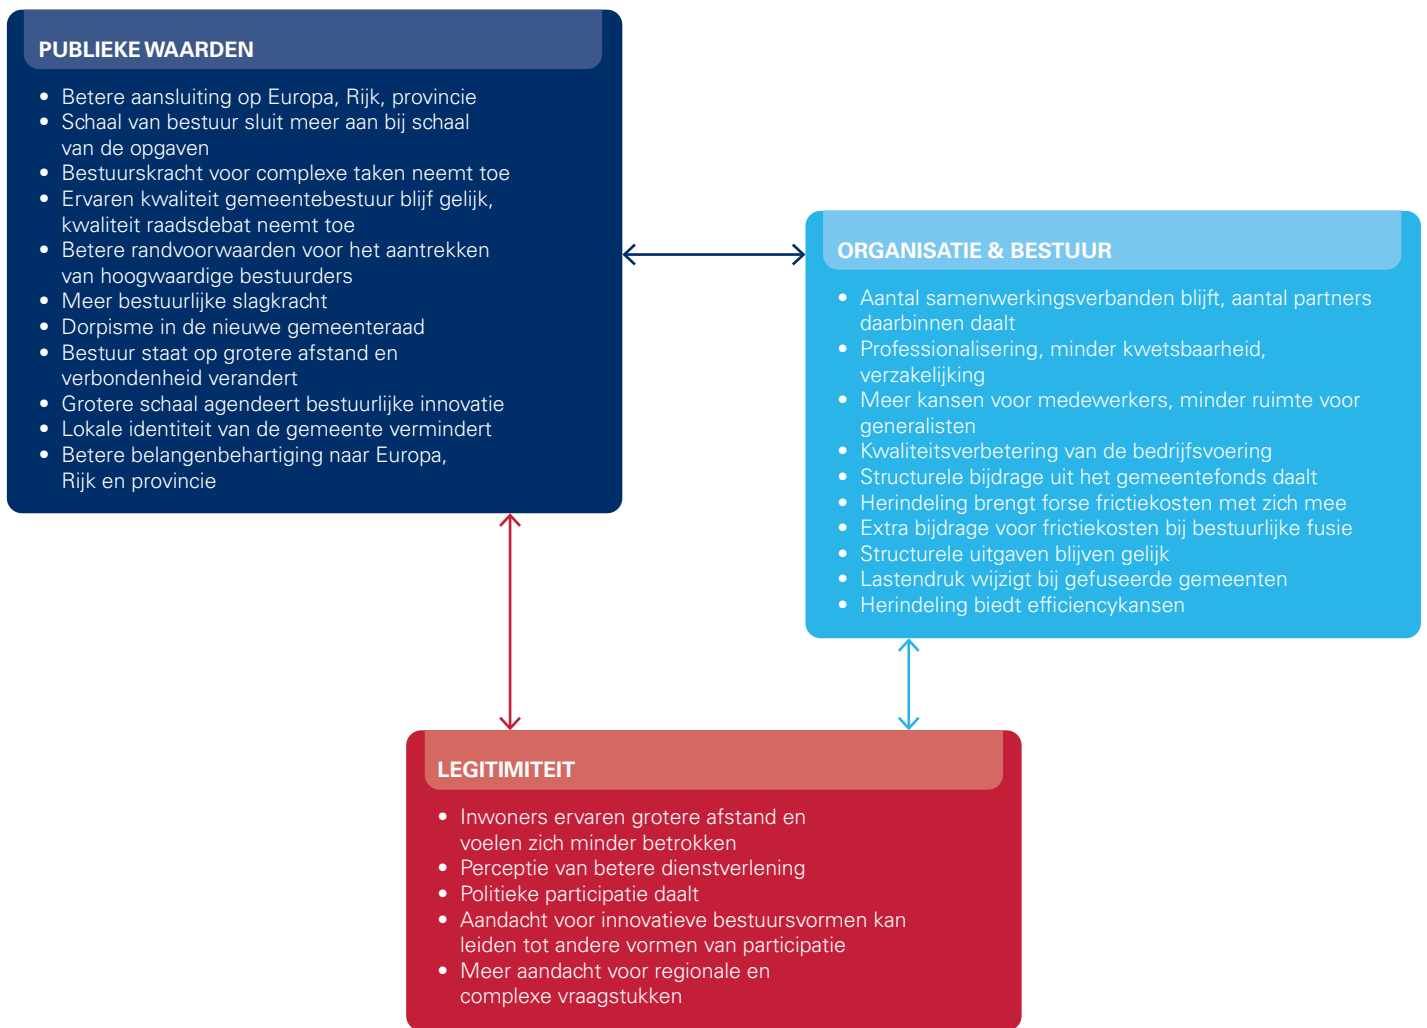 PUBLIEKE WAARDEN
• Betere aansluiting op Europa, Rijk, provincie
• Schaal van bestuur sluit meer aan bij schaal
van de opgaven
• Bestuurskracht voor complexe taken neemt toe
• Ervaren kwaliteit gemeentebestuur blijf gelijk,
kwaliteit raadsdebat neemt toe
• Betere randvoorwaarden voor het aantrekken
van hoogwaardige bestuurders
• Meer bestuurlijke slagkracht
• Dorpisme in de nieuwe gemeenteraad
• Bestuur staat op grotere afstand en
verbondenheid verandert
• Grotere schaal agendeert bestuurlijke innovatie
• Lokale identiteit van de gemeente vermindert
• Betere belangenbehartiging naar Europa,
Rijk en provincie
ORGANISATIE & BESTUUR
• Aantal samenwerkingsverbanden blijft, aantal partners
daarbinnen daalt
• Professionalisering, minder kwetsbaarheid,
verzakelijking
• Meer kansen voor medewerkers, minder ruimte voor
generalisten
• Kwaliteitsverbetering van de bedrijfsvoering
• Structurele bijdrage uit het gemeentefonds daalt
• Herindeling brengt forse frictiekosten met zich mee
• Extra bijdrage voor frictiekosten bij bestuurlijke fusie
• Structurele uitgaven blijven gelijk
• Lastendruk wijzigt bij gefuseerde gemeenten
• Herindeling biedt efficiencykansen
LEGITIMITEIT
• Inwoners ervaren grotere afstand en
voelen zich minder betrokken
• Perceptie van betere dienstverlening
• Politieke participatie daalt
• Aandacht voor innovatieve bestuursvormen kan
leiden tot andere vormen van participatie
• Meer aandacht voor regionale en
complexe vraagstukken